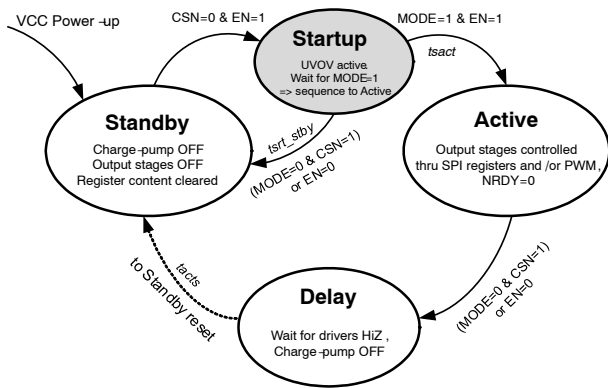 VCC Power-up
CSN=0 & EN=1
MODE=1 & EN=1
Startup
UVOV active.
Wait for MODE=1
=> sequence to Active
tsact
tsrt_stby
(MODE=0 & CSN=1)
or EN=0
Standby
Charge-pump OFF
Output stages OFF
Register content cleared
Active
Output stages controlled
thru SPI registers and /or PWM,
NRDY=0
tacts
to Standby reset
Delay
Wait for drivers HiZ ,
Charge-pump OFF
(MODE=0 & CSN=1)
or EN=0